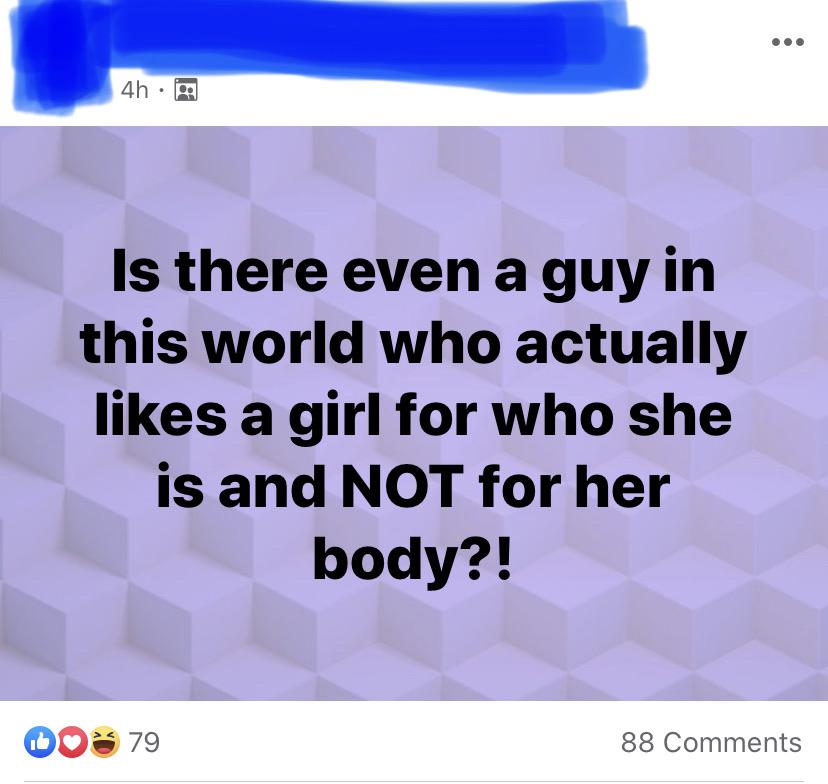 4h ·
Is there even a guy in
this world who actually
likes a girl for who she
is and NOT for her
body?!
79
88 Comments